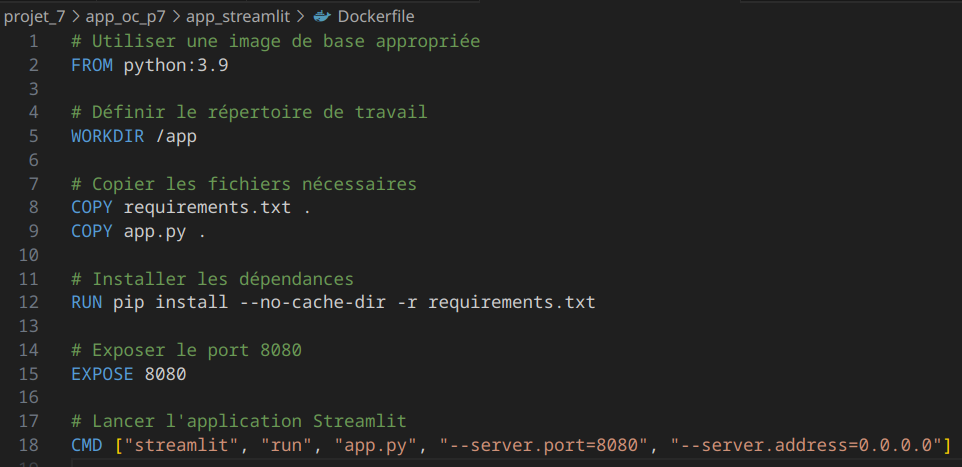 projet_7 > app_oc_p7 > app_streamlit > Dockerfile
1 # Utiliser une image de base appropriée
2 FROM python:3.9
3
4 # Définir le répertoire de travail
5 WORKDIR /app
6
7 # Copier les fichiers nécessaires
8 COPY requirements.txt .
9 COPY app.py .
10
11 # Installer les dépendances
12 RUN pip install --no-cache-dir -r requirements.txt
13
14 # Exposer le port 8080
15 EXPOSE 8080
16
17 # Lancer l'application Streamlit
18 CMD ["streamlit", "run", "app.py", "--server.port=8080", "--server.address=0.0.0.0"]
19